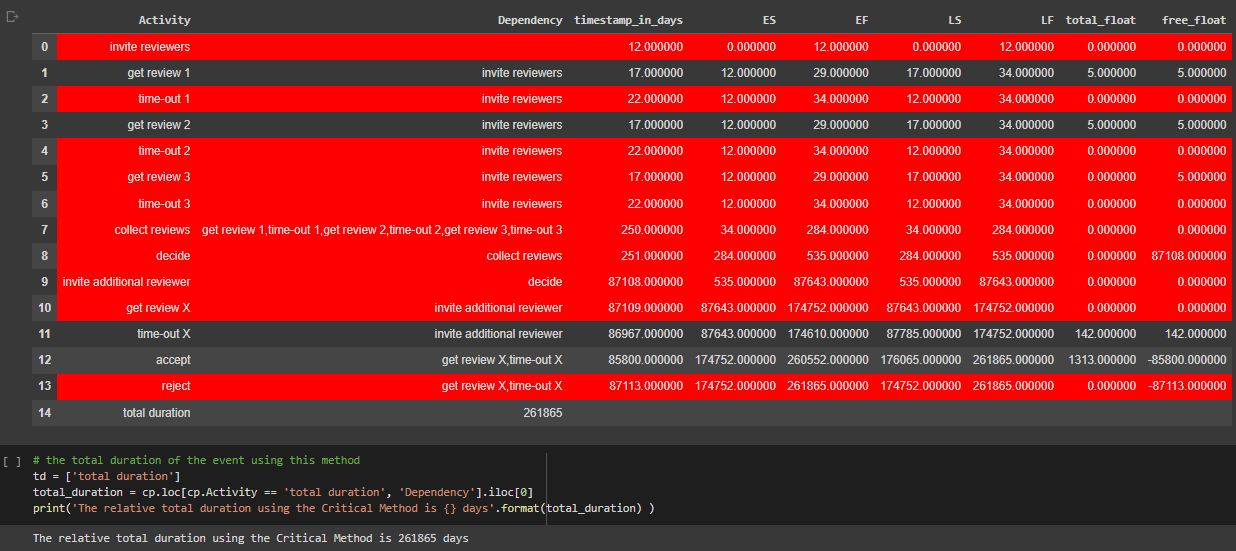 Activity Dependency timestamp_in_days ES EF LS LF total_float free_float
0 invite reviewers 12.000000 0.000000 12.000000 0.000000 12.000000 0.000000 0.000000
1 get review 1 invite reviewers 17.000000 12.000000 29.000000 17.000000 34.000000 5.000000 5.000000
2 time-out 1 invite reviewers 22.000000 12.000000 34.000000 12.000000 34.000000 0.000000 0.000000
3 get review 2 invite reviewers 17.000000 12.000000 29.000000 17.000000 34.000000 5.000000 5.000000
4 time-out 2 invite reviewers 22.000000 12.000000 34.000000 12.000000 34.000000 0.000000 0.000000
5 get review 3 invite reviewers 17.000000 12.000000 29.000000 17.000000 34.000000 0.000000 5.000000
6 time-out 3 invite reviewers 22.000000 12.000000 34.000000 12.000000 34.000000 0.000000 0.000000
7 collect reviews get review 1,time-out 1,get review 2,time-out 2,get review 3,time-out 3 250.000000 34.000000 284.000000 34.000000 284.000000 0.000000 0.000000
8 decide collect reviews 251.000000 284.000000 535.000000 284.000000 535.000000 0.000000 87108.000000
9 invite additional reviewer decide 87108.000000 535.000000 87643.000000 535.000000 87643.000000 0.000000 0.000000
10 get review X invite additional reviewer 87109.000000 87643.000000 174752.000000 87643.000000 174752.000000 0.000000 0.000000
11 time-out X invite additional reviewer 86967.000000 87643.000000 174610.000000 87785.000000 174752.000000 142.000000 142.000000
12 accept get review X,time-out X 85800.000000 174752.000000 260552.000000 176065.000000 261865.000000 1313.000000 -85800.000000
13 reject get review X,time-out X 87113.000000 174752.000000 261865.000000 174752.000000 261865.000000 0.000000 -87113.000000
14 total duration 261865
[ ] # the total duration of the event using this method
td = ['total duration']
total_duration = cp.loc[cp.Activity == 'total duration', 'Dependency'].iloc[0]
print('The relative total duration using the Critical Method is {} days'.format(total_duration) )
The relative total duration using the Critical Method is 261865 days